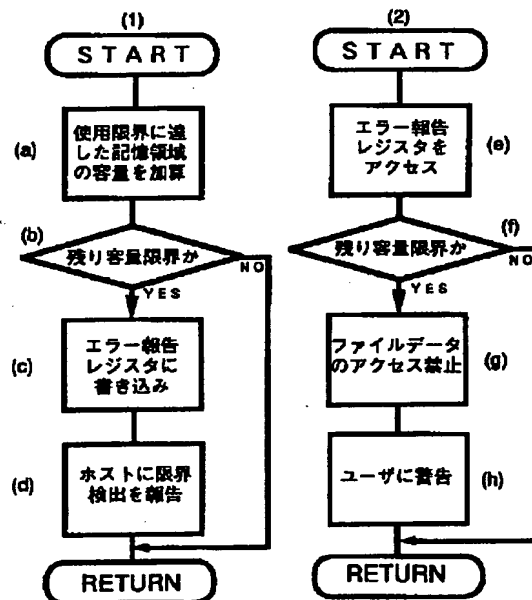 (1)
START
(a)
使用限界に達
した記憶領域
の容量を加算
(b)
残り容量限界か
NO
YES
(c)
エラー報告
レジスタに
書き込み
(d)
ホストに限界
検出を報告
RETURN
(2)
START
(e)
エラー報告
レジスタを
アクセス
(f)
残り容量限界か
NO
YES
(g)
ファイルデータ
のアクセス禁止
(h)
ユーザに警告
RETURN